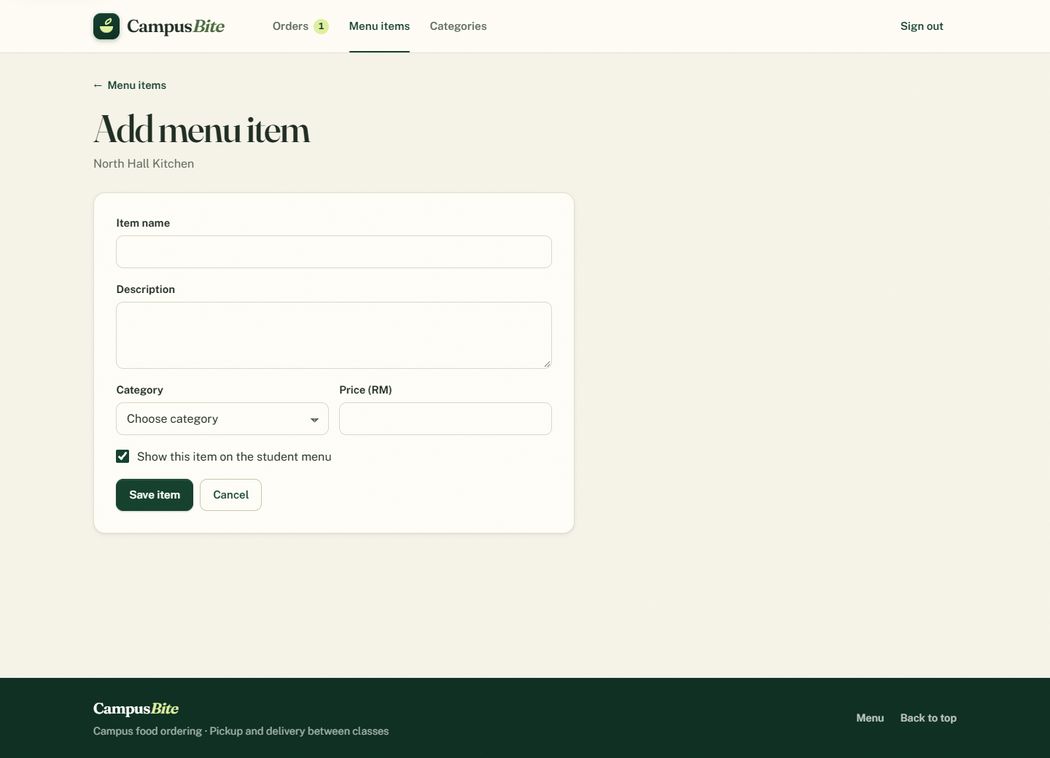 CampusBite
Orders 1 Menu items Categories Sign out
← Menu items
Add menu item
North Hall Kitchen
Item name
Description
Category Price (RM)
Choose category
Show this item on the student menu
Save item Cancel
CampusBite
Campus food ordering · Pickup and delivery between classes
Menu Back to top